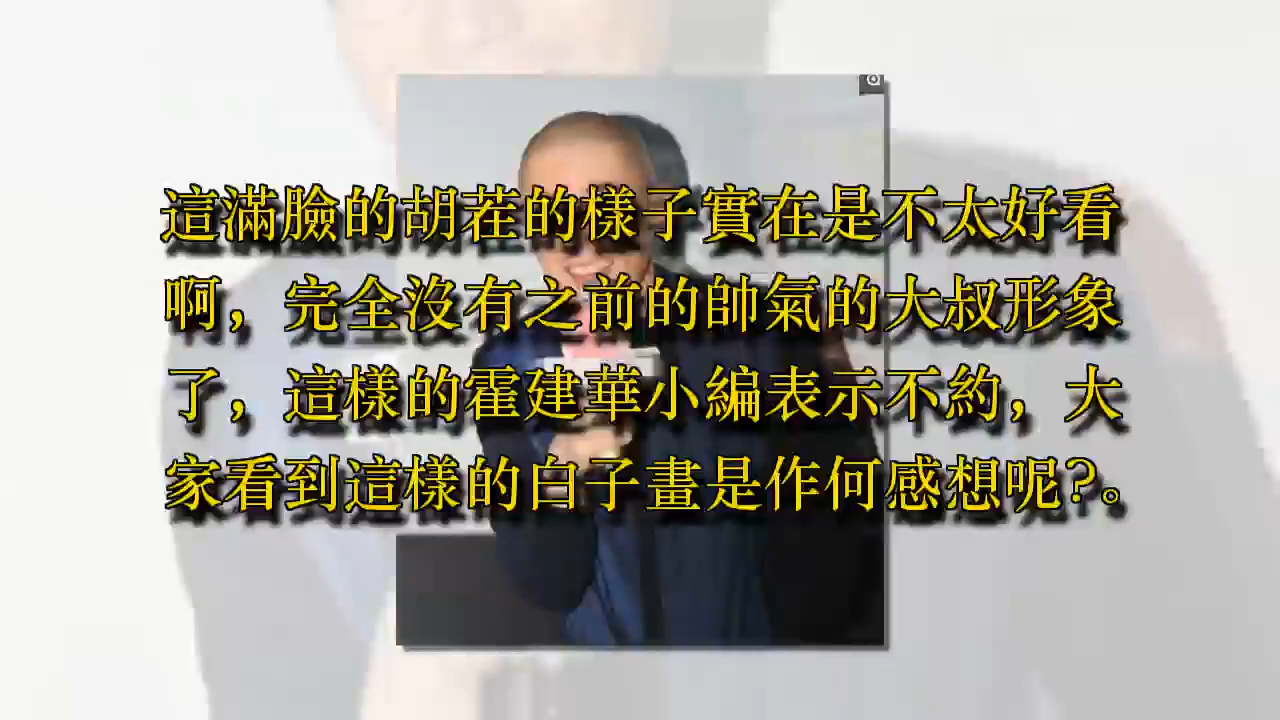 這滿臉的胡茬的樣子實在是不太好看
啊，完全沒有之前的帥氣的大叔形象
了，這樣的霍建華小編表示不約，大
家看到這樣的白子畫是作何感想呢?。